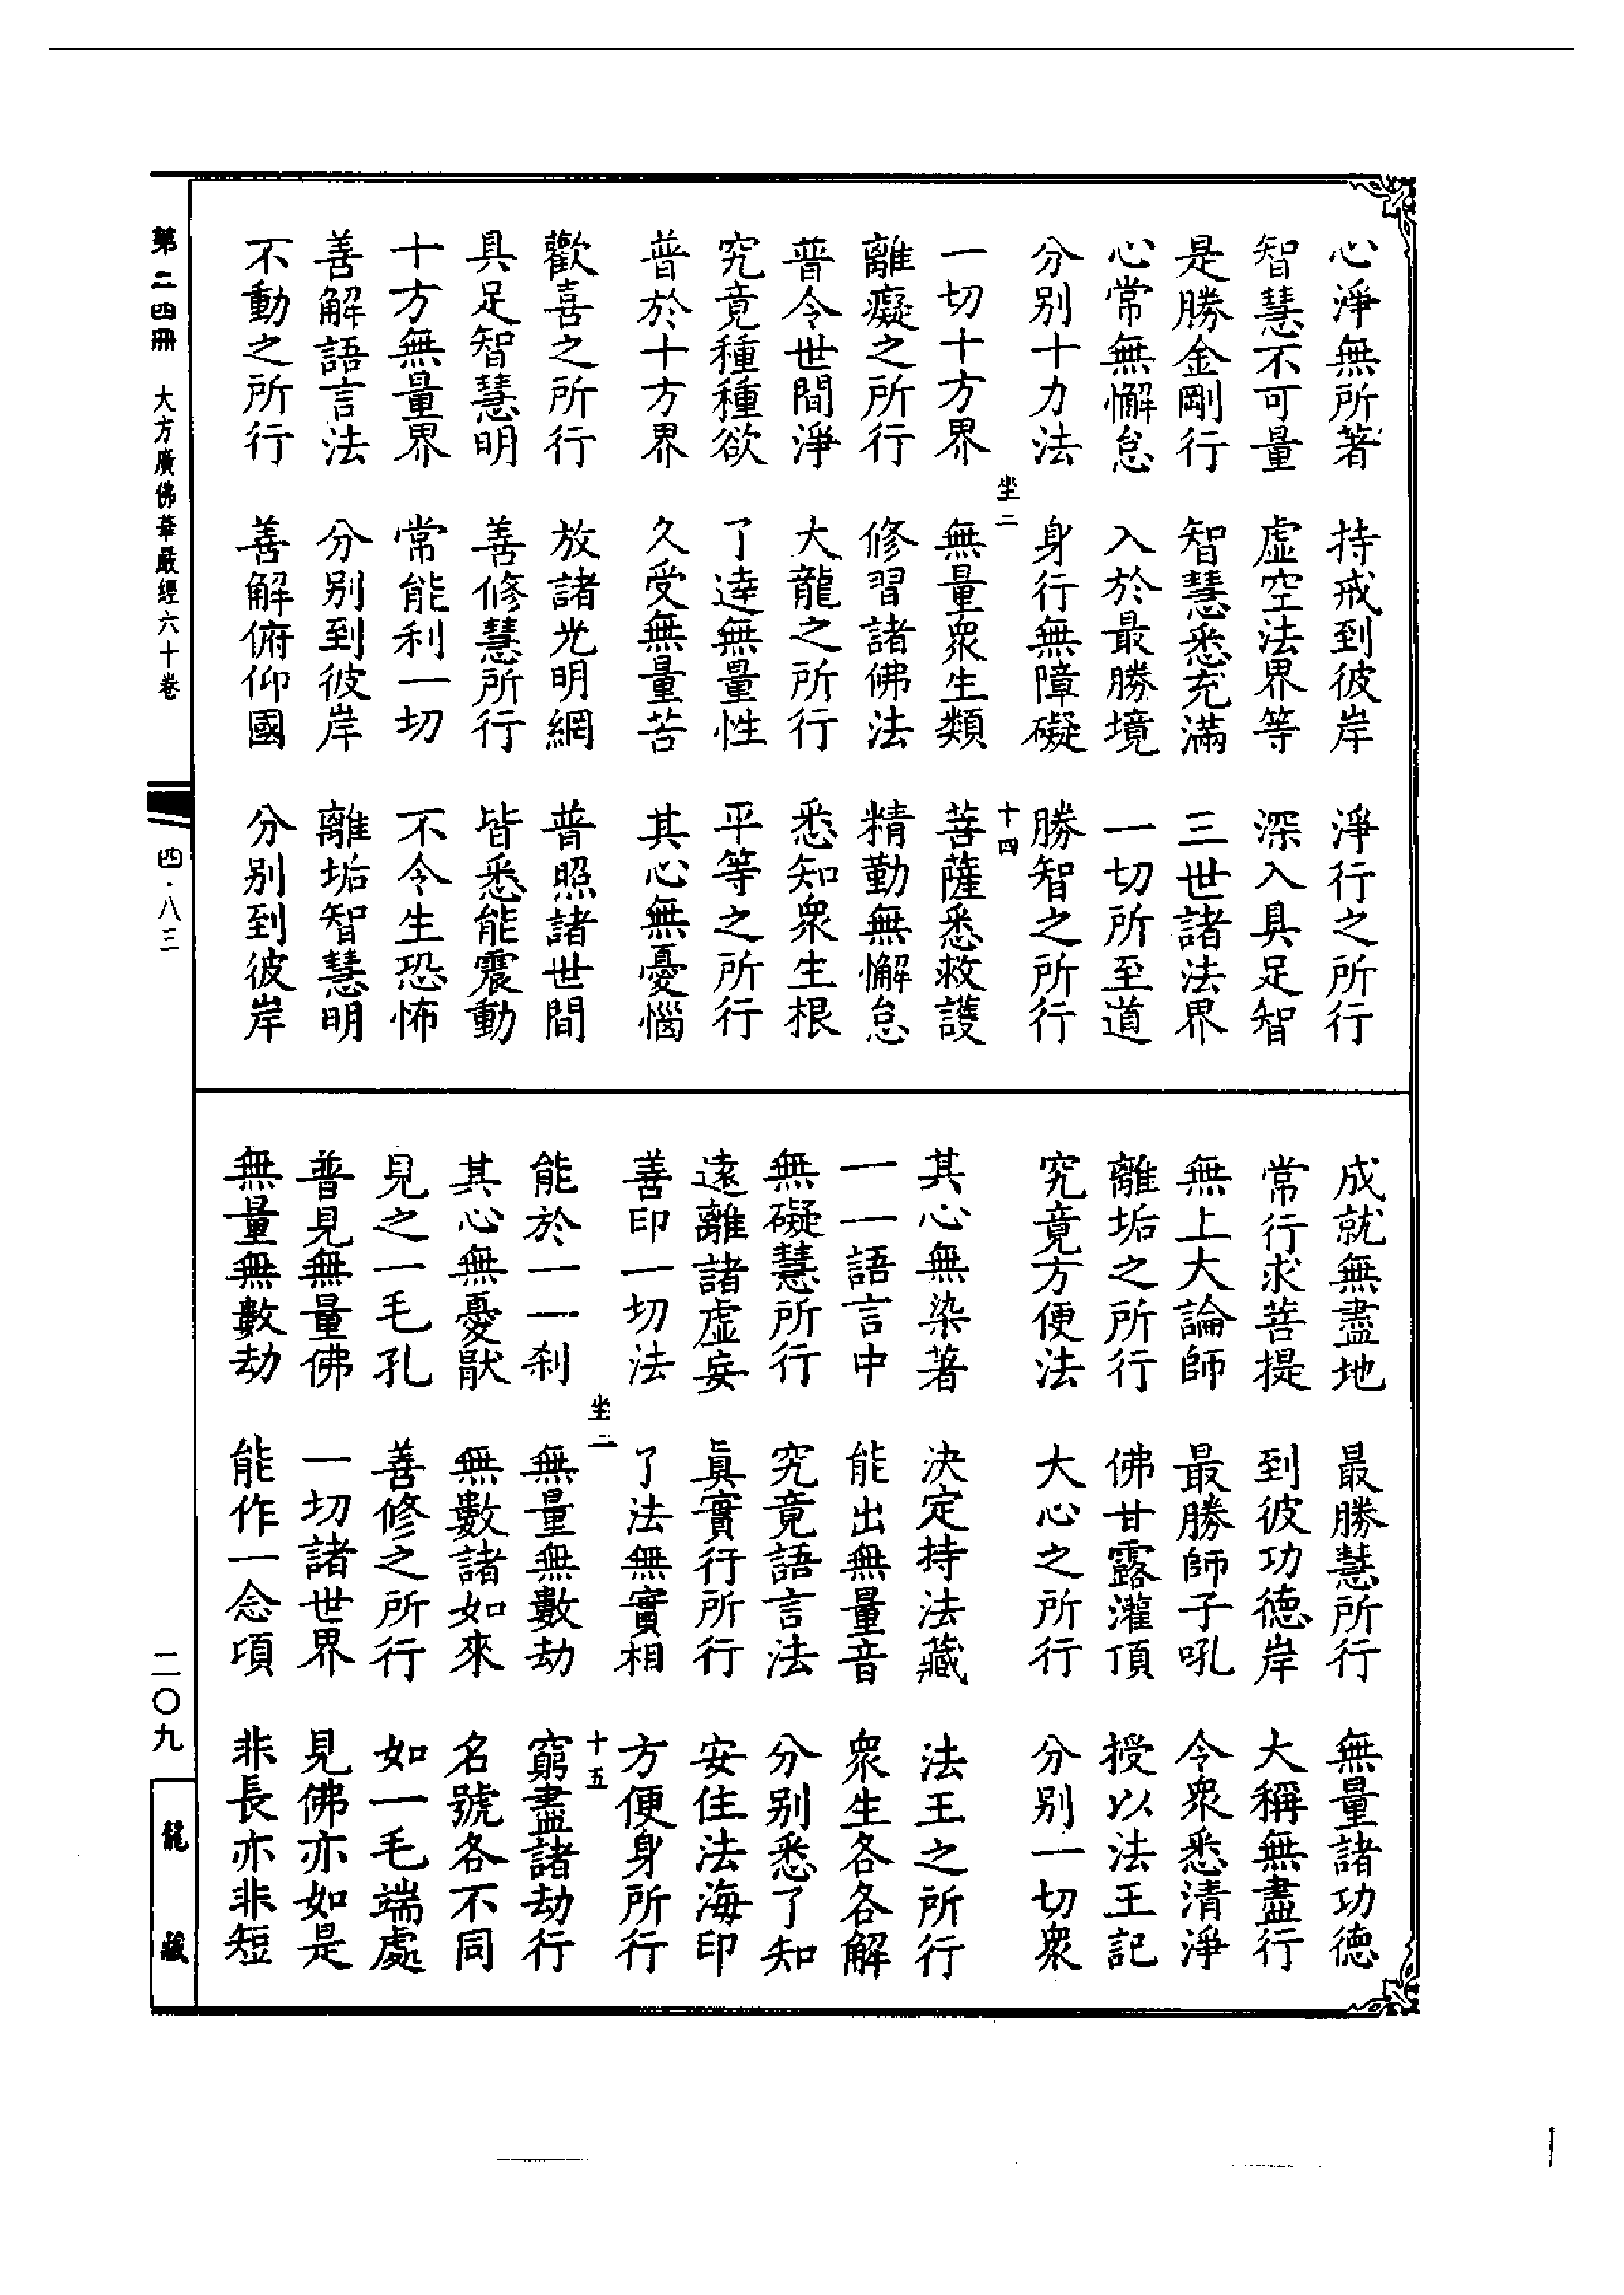 心淨無所著　持戒到彼岸　淨行之所行
智慧不可量　虛空法界等　深入具足智
是勝金剛行　智慧悉充滿　三世諸法界
心常無懈怠　入於最勝境　一切所至道
分別十力法　身行無障礙　勝智之所行
坐二　十四
一切十方界　無量眾生類　菩薩悉救護
離癡之所行　修習諸佛法　精勤無懈怠
普令世間淨　大龍之所行　悉知眾生根
究竟種種欲　了達無量性　平等之所行
普於十方界　久受無量苦　其心無憂惱
歡喜之所行　放諸光明網　普照諸世間
具足智慧明　善修慧所行　皆悉能震動
十方無量界　常能利一切　不令生恐怖
善解語言法　分別到彼岸　離垢智慧明
不動之所行　善解俯仰國　分別到彼岸
成就無盡地　最勝慧所行　無量諸功德
常行求菩提　到彼功德岸　大稱無盡行
無上大論師　最勝師子吼　令眾悉清淨
離垢之所行　佛甘露灌頂　授以法王記
究竟方便法　大心之所行　分別一切眾
其心無染著　決定持法藏　法王之所行
一一語言中　能出無量音　眾生各各解
無礙慧所行　究竟語言法　分別悉了知
遠離諸虛妄　真實行所行　安住法海印
善印一切法　了法無實相　方便身所行
坐二　十五
能於一一剎　無量無數劫　窮盡諸劫行
其心無憂猒　無數諸如來　名號各不同
見之一毛孔　善修之所行　如一毛端處
普見無量佛　一切諸世界　見佛亦如是
無量無數劫　能作一念頃　非長亦非短
第二四冊　大方廣佛華嚴經六十卷　四·八三　二〇九　龍藏